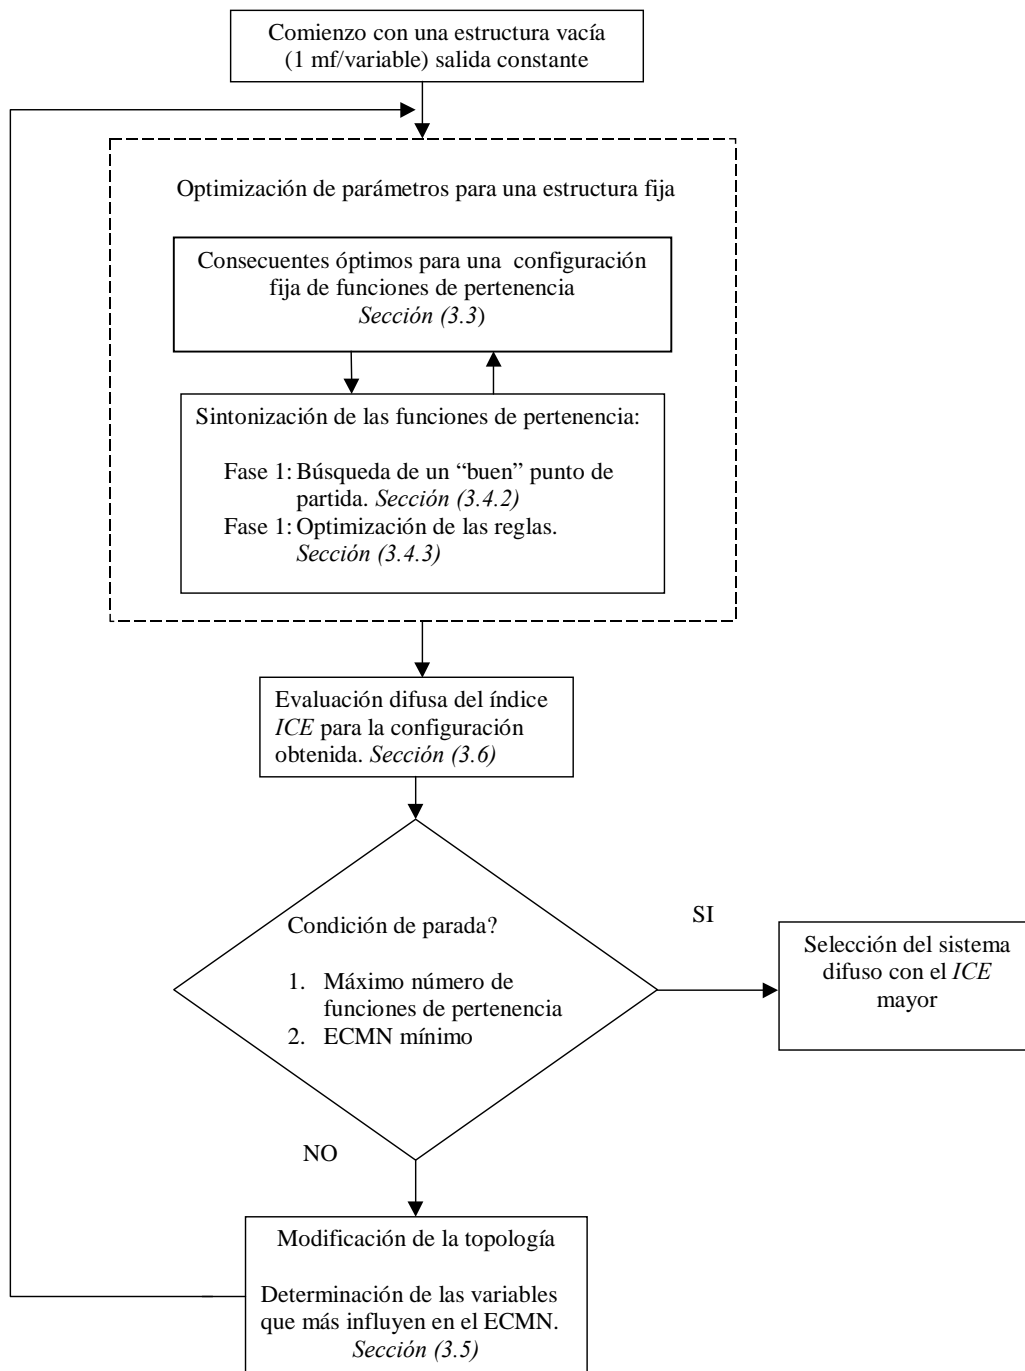 Comienzo con una estructura vacía
(1 mf/variable) salida constante
Optimización de parámetros para una estructura fija
Consecuentes óptimos para una configuración
fija de funciones de pertenencia
Sección (3.3)
Sintonización de las funciones de pertenencia:
Fase 1: Búsqueda de un “buen” punto de
partida. Sección (3.4.2)
Fase 1: Optimización de las reglas.
Sección (3.4.3)
Evaluación difusa del índice
ICE para la configuración
obtenida. Sección (3.6)
Condición de parada?
1. Máximo número de
funciones de pertenencia
2. ECMN mínimo
SI
Selección del sistema
difuso con el ICE
mayor
NO
Modificación de la topología
Determinación de las variables
que más influyen en el ECMN.
Sección (3.5)